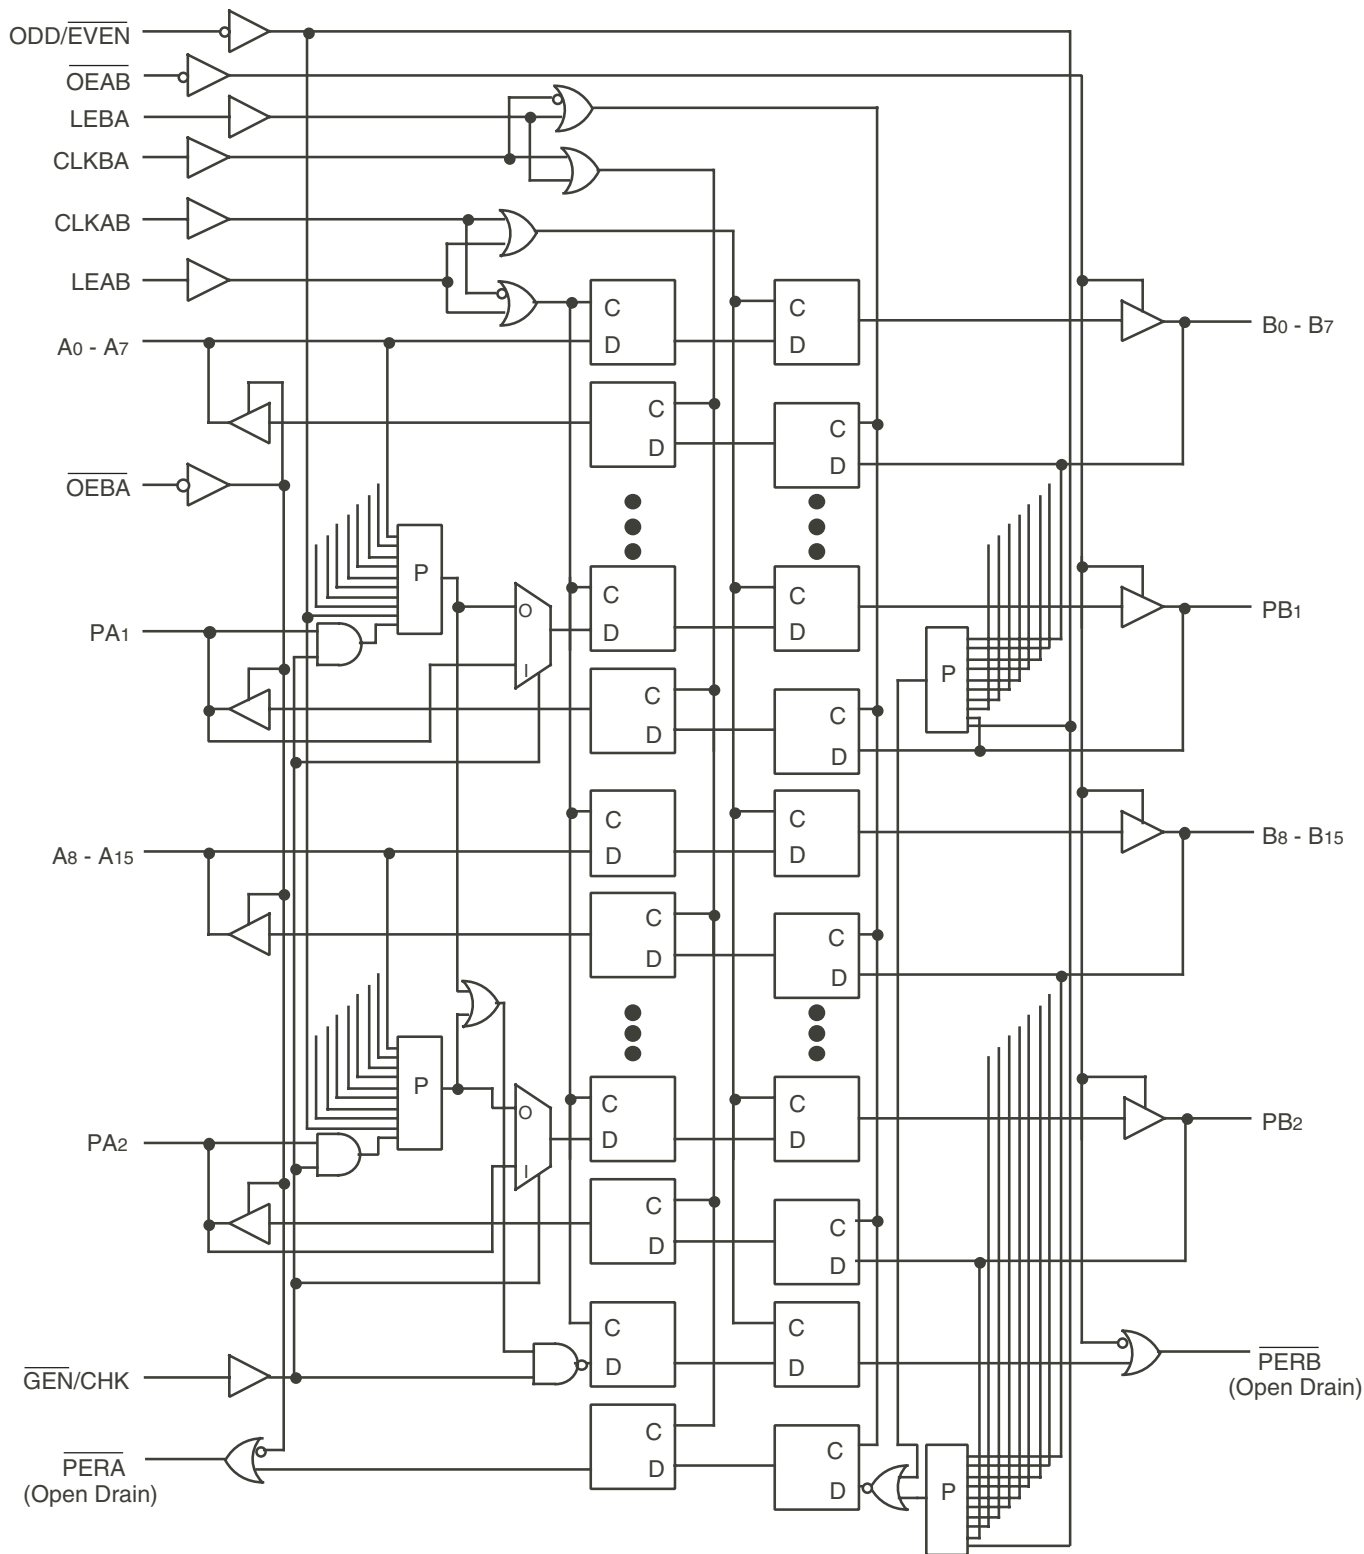 ODD/EVEN
OEAB
LEBA
CLKBA
CLKAB
LEAB
C
C
A0 - A7
D
D
B0 - B7
C
C
D
D
OEBA
P
C
C
O
PA1
D
D
PB1
I
P
C
C
D
D
C
C
A8 - A15
D
D
B8 - B15
C
C
D
D
P
C
C
O
PA2
D
D
PB2
I
C
C
D
D
C
C
GEN/CHK
D
D
PERB
(Open Drain)
C
C
PERA
D
D
P
(Open Drain)